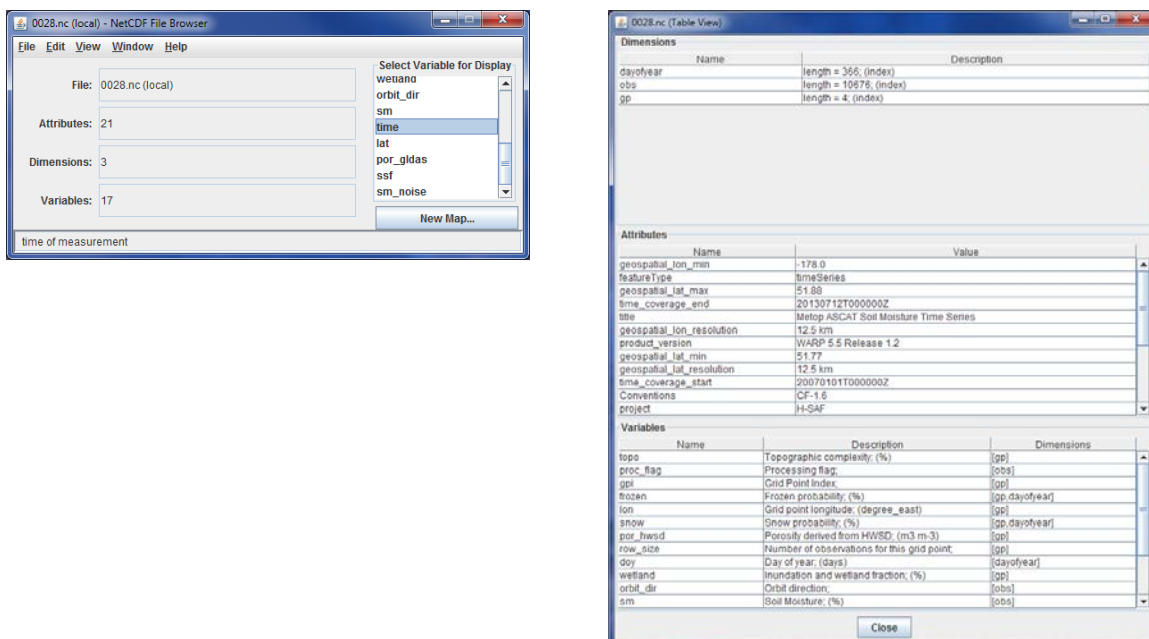 0028.nc (local) - NetCDF File Browser
File Edit View Window Help
File: 0028.nc (local)
Attributes: 21
Dimensions: 3
Variables: 17
Select Variable for Display
wetland
orbit_dir
sm
time
lat
por_gldas
ssf
sm_noise
New Map...
time of measurement
0028.nc (Table View)
Dimensions
Name Description
dayofyear length = 366; (index)
obs length = 10676; (index)
gp length = 4; (index)
Attributes
Name Value
geospatial_lon_min -178.0
featureType timeSeries
geospatial_lat_max 51.88
time_coverage_end 20130712T000000Z
title Metop ASCAT Soil Moisture Time Series
geospatial_lon_resolution 12.5 km
product_version WARP 5.5 Release 1.2
geospatial_lat_min 51.77
geospatial_lat_resolution 12.5 km
time_coverage_start 20070101T000000Z
Conventions CF-1.6
project H-SAF
Variables
Name Description Dimensions
topo Topographic complexity; (%) [gp]
proc_flag Processing flag; [obs]
gpi Grid Point Index; [gp]
frozen Frozen probability; (%) [gp,dayofyear]
lon Grid point longitude; (degree_east) [gp]
snow Snow probability; (%) [gp,dayofyear]
por_hwsd Porosity derived from HWSD; (m3 m-3) [gp]
row_size Number of observations for this grid point; [gp]
doy Day of year; (days) [dayofyear]
wetland Inundation and wetland fraction; (%) [gp]
orbit_dir Orbit direction; [obs]
sm Soil Moisture; (%) [obs]
Close